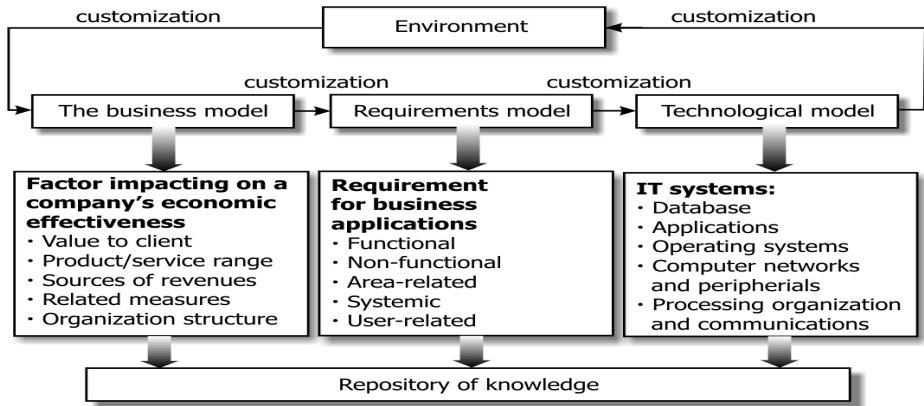 customization
Environment
customization
customization
customization
The business model
Requirements model
Technological model
Factor impacting on a
company's economic
effectiveness
· Value to client
· Product/service range
· Sources of revenues
· Related measures
· Organization structure
Requirement
for business
applications
· Functional
· Non-functional
· Area-related
· Systemic
· User-related
IT systems:
· Database
· Applications
· Operating systems
· Computer networks
and peripherials
· Processing organization
and communications
Repository of knowledge